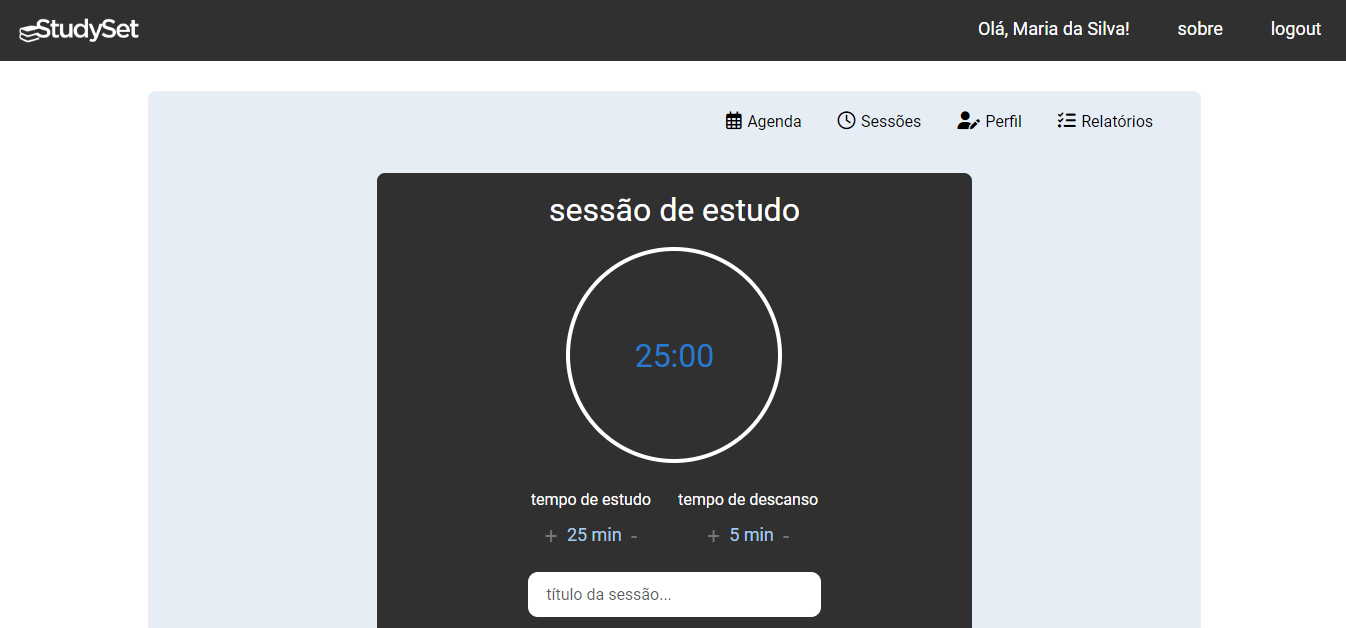 StudySet Olá, Maria da Silva! sobre logout
Agenda Sessões Perfil Relatórios
sessão de estudo
25:00
tempo de estudo tempo de descanso
+ 25 min - + 5 min -
título da sessão...